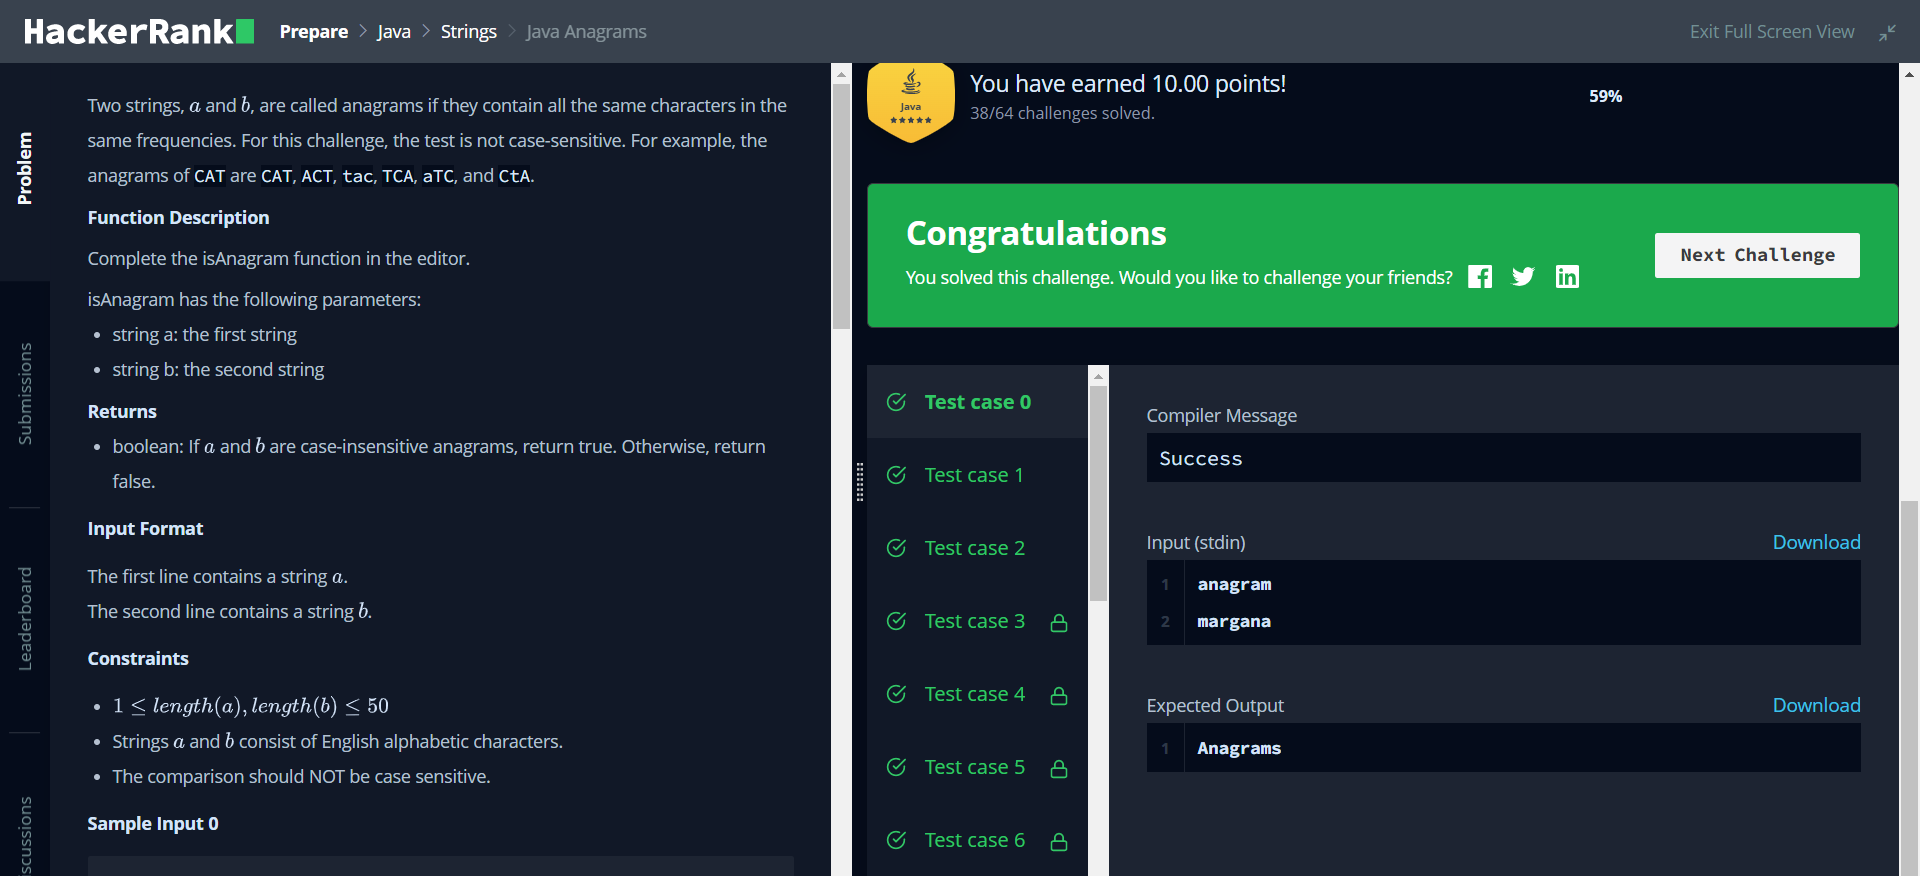 HackerRank
Prepare > Java > Strings > Java Anagrams
Exit Full Screen View
Problem
Submissions
Leaderboard
Two strings, a and b, are called anagrams if they contain all the same characters in the
same frequencies. For this challenge, the test is not case-sensitive. For example, the
anagrams of CAT are CAT, ACT, tac, TCA, aTC, and CtA.
Function Description
Complete the isAnagram function in the editor.
isAnagram has the following parameters:
• string a: the first string
• string b: the second string
Returns
• boolean: If a and b are case-insensitive anagrams, return true. Otherwise, return
false.
Input Format
The first line contains a string a.
The second line contains a string b.
Constraints
• 1 ≤ length(a), length(b) ≤ 50
• Strings a and b consist of English alphabetic characters.
• The comparison should NOT be case sensitive.
Sample Input 0
Java
You have earned 10.00 points!
38/64 challenges solved.
59%
Congratulations
You solved this challenge. Would you like to challenge your friends?
Next Challenge
Test case 0
Test case 1
Test case 2
Test case 3
Test case 4
Test case 5
Test case 6
Compiler Message
Success
Input (stdin)
Download
1 anagram
2 margana
Expected Output
Download
1 Anagrams